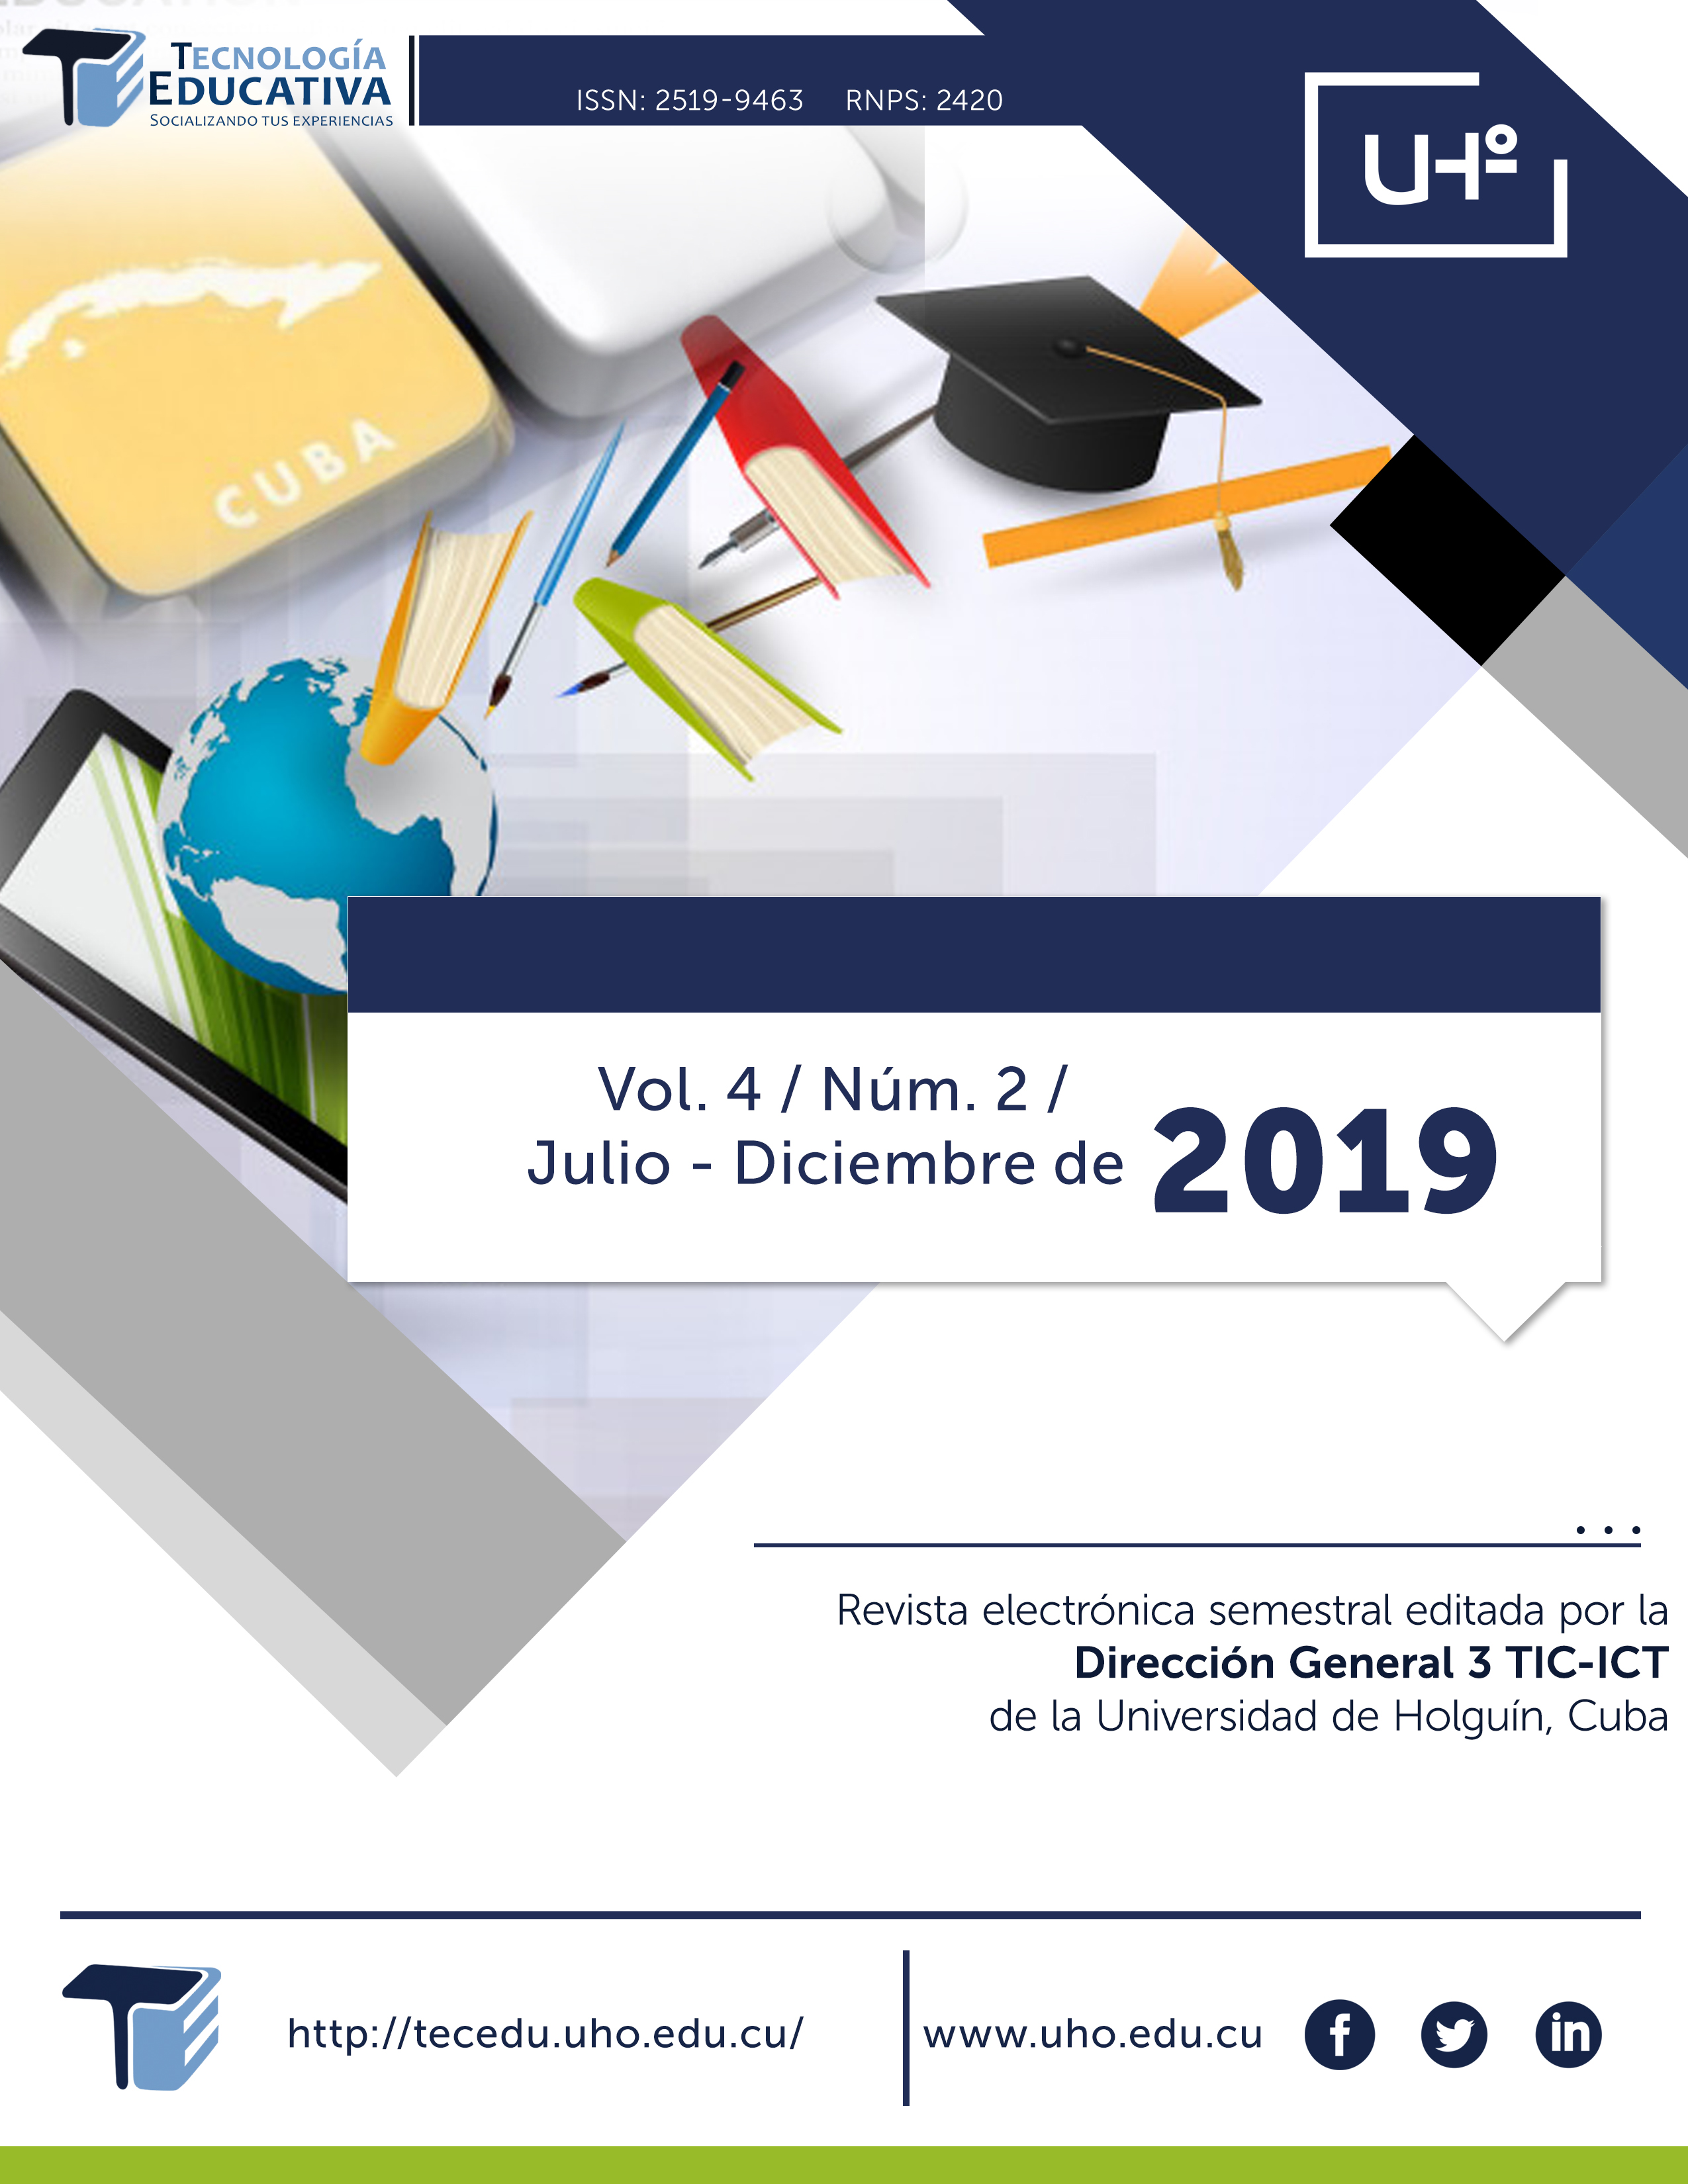 TECNOLOGÍA
EDUCATIVA
SOCIALIZANDO TUS EXPERIENCIAS
ISSN: 2519-9463 RNPS: 2420
UHo
CUBA
Vol. 4 / Núm. 2 /
Julio - Diciembre de 2019
Revista electrónica semestral editada por la
Dirección General 3 TIC-ICT
de la Universidad de Holguín, Cuba
http://tecedu.uho.edu.cu/
www.uho.edu.cu